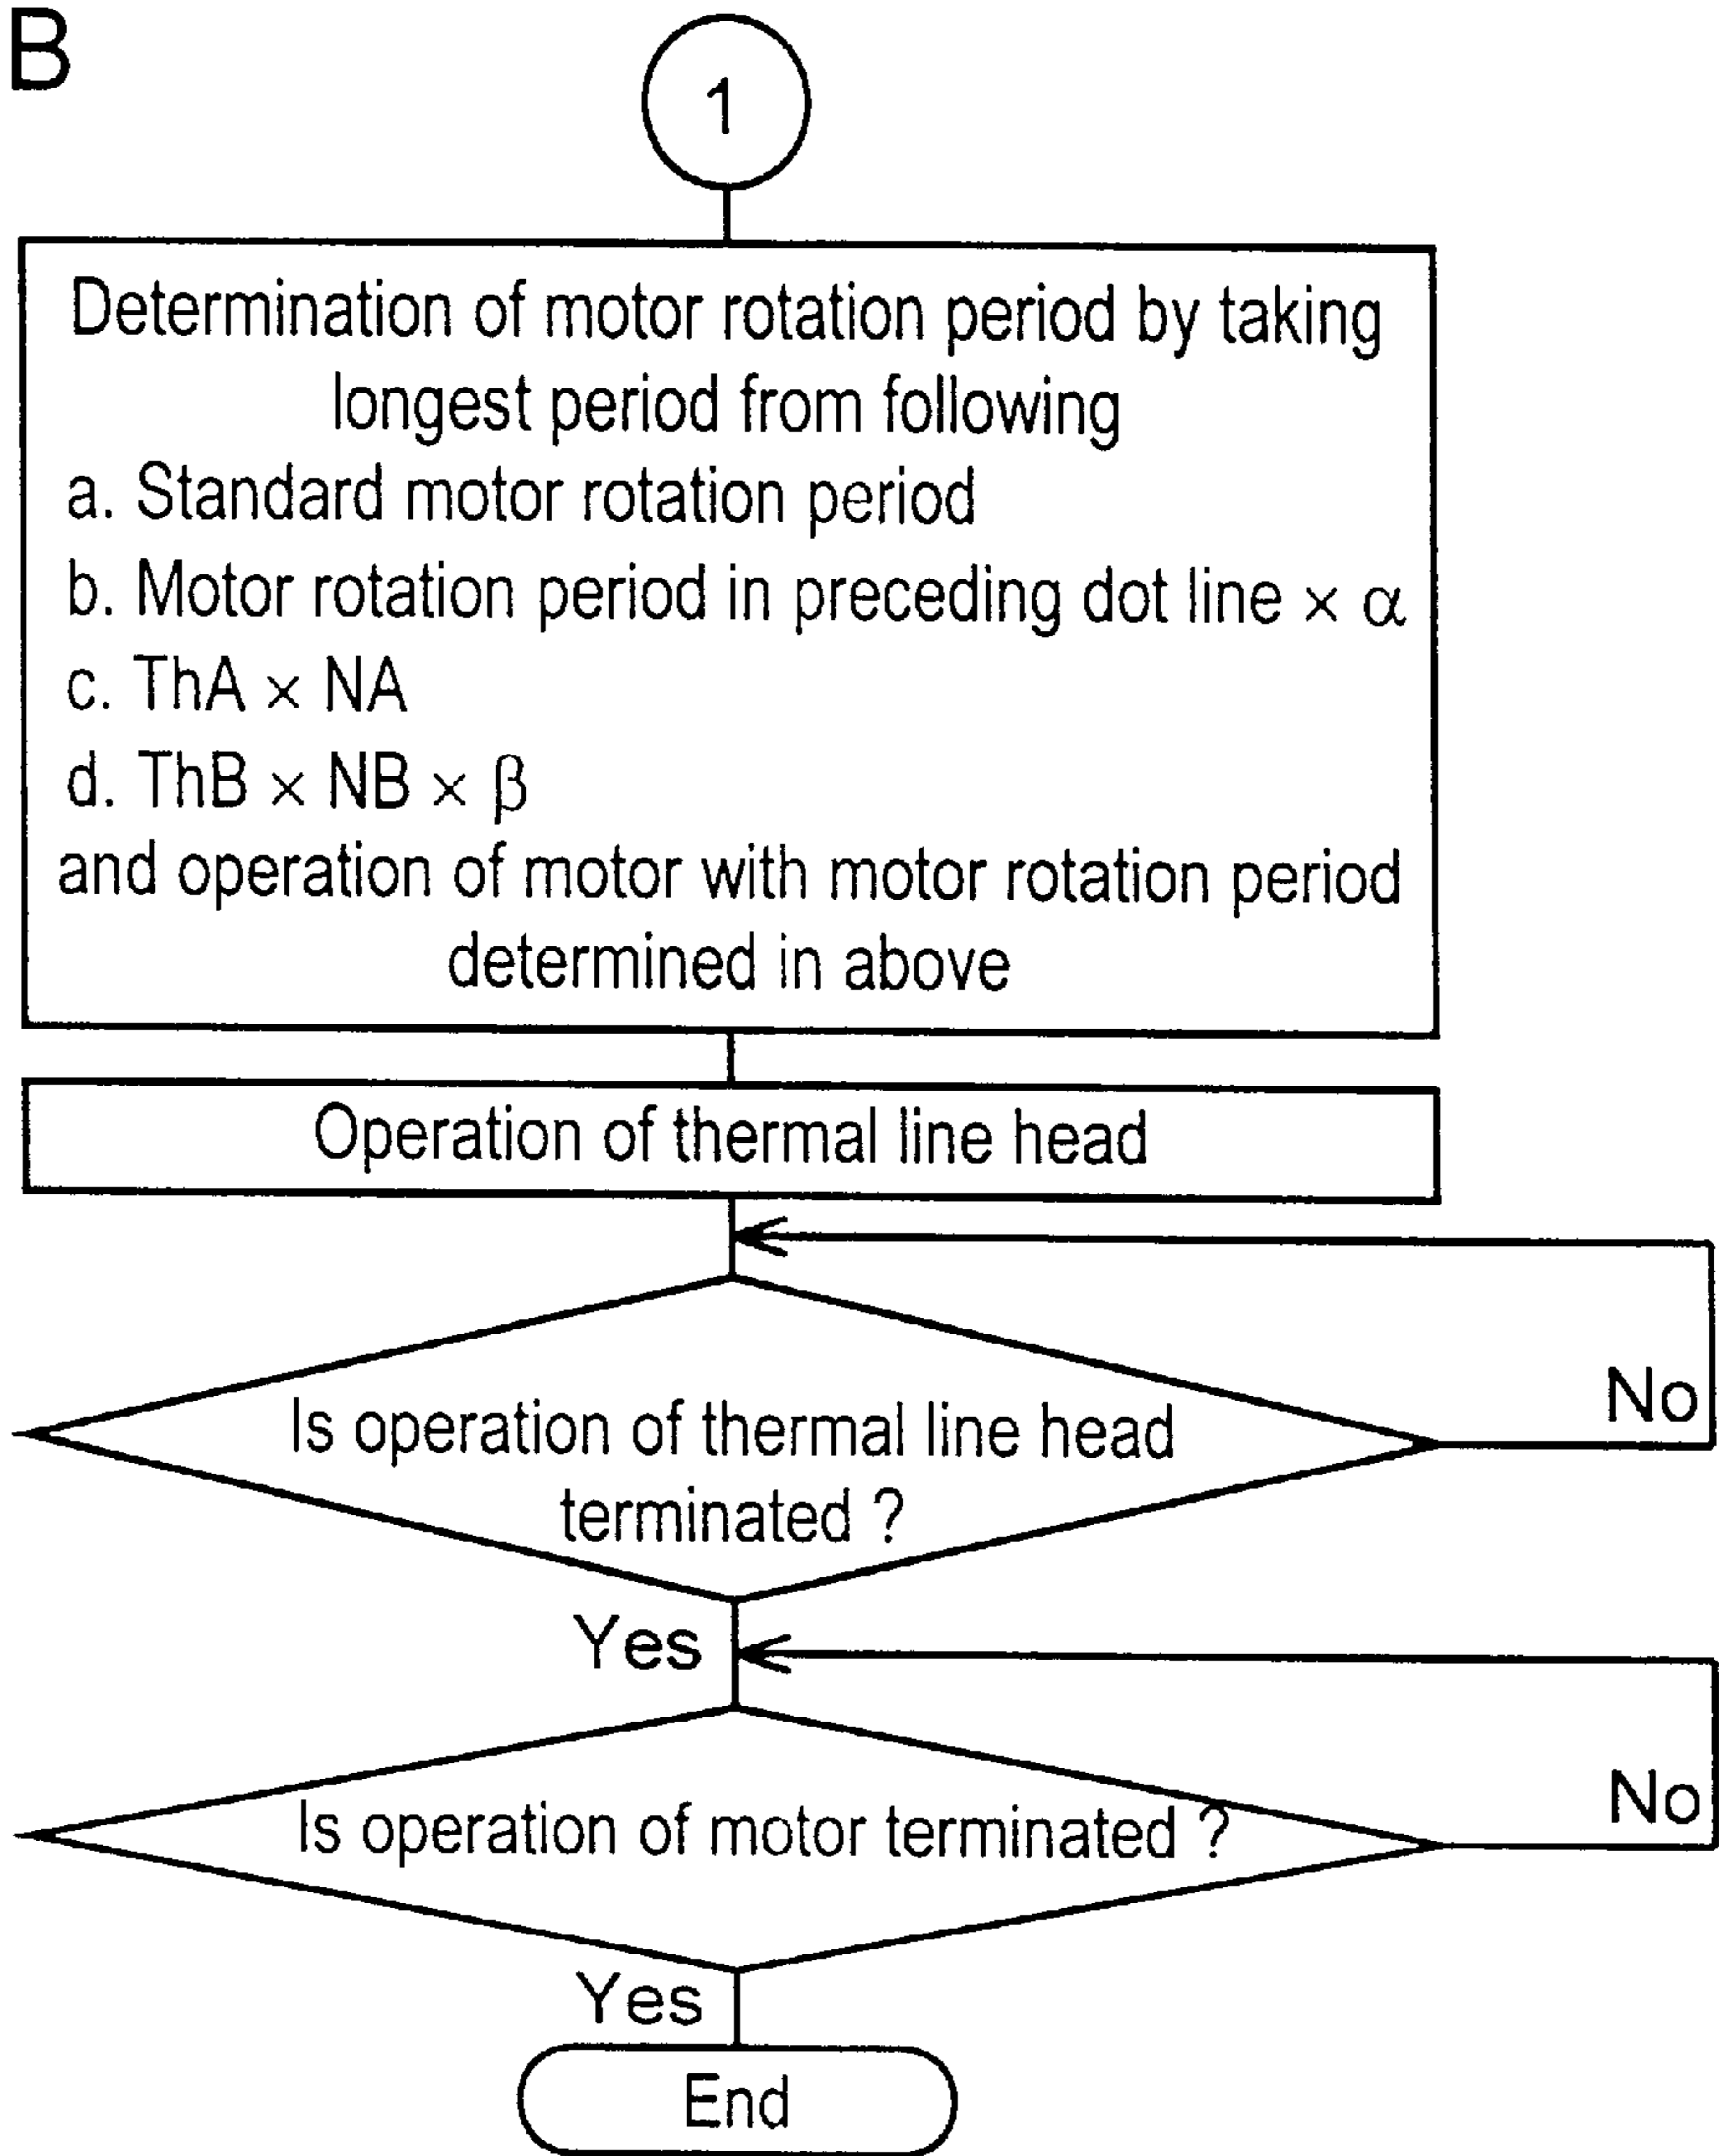 B
1
Determination of motor rotation period by taking
longest period from following
a. Standard motor rotation period
b. Motor rotation period in preceding dot line × α
c. ThA × NA
d. ThB × NB × β
and operation of motor with motor rotation period
determined in above
Operation of thermal line head
No
Is operation of thermal line head
terminated ?
Yes
No
Is operation of motor terminated ?
Yes
End